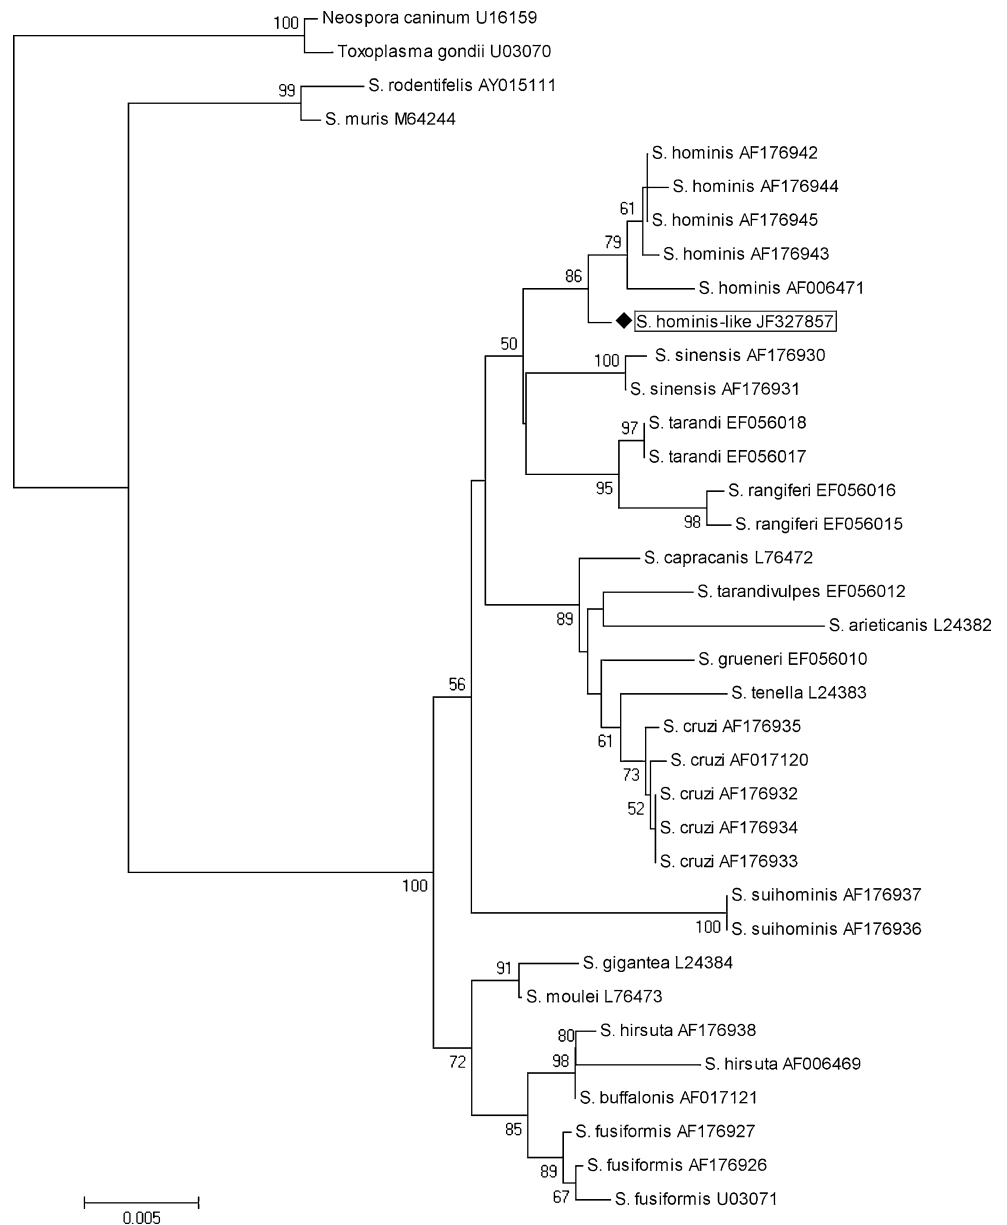 Neospora caninum U16159
100
Toxoplasma gondii U03070
S. rodentifelis AY015111
99
S. muris M64244
S. hominis AF176942
S. hominis AF176944
61
S. hominis AF176945
79
S. hominis AF176943
86
S. hominis AF006471
S. hominis-like JF327857
50
100
S. sinensis AF176930
S. sinensis AF176931
97
S. tarandi EF056018
S. tarandi EF056017
95
S. rangiferi EF056016
98
S. rangiferi EF056015
S. capracanis L76472
89
S. tarandivulpes EF056012
S. arieticanis L24382
S. grueneri EF056010
56
S. tenella L24383
61
S. cruzi AF176935
73
S. cruzi AF017120
52
S. cruzi AF176932
S. cruzi AF176934
S. cruzi AF176933
100
S. suihominis AF176937
100
S. suihominis AF176936
91
S. gigantea L24384
S. moulei L76473
80
S. hirsuta AF176938
72
98
S. hirsuta AF006469
S. buffalonis AF017121
85
S. fusiformis AF176927
89
S. fusiformis AF176926
67
S. fusiformis U03071
0.005